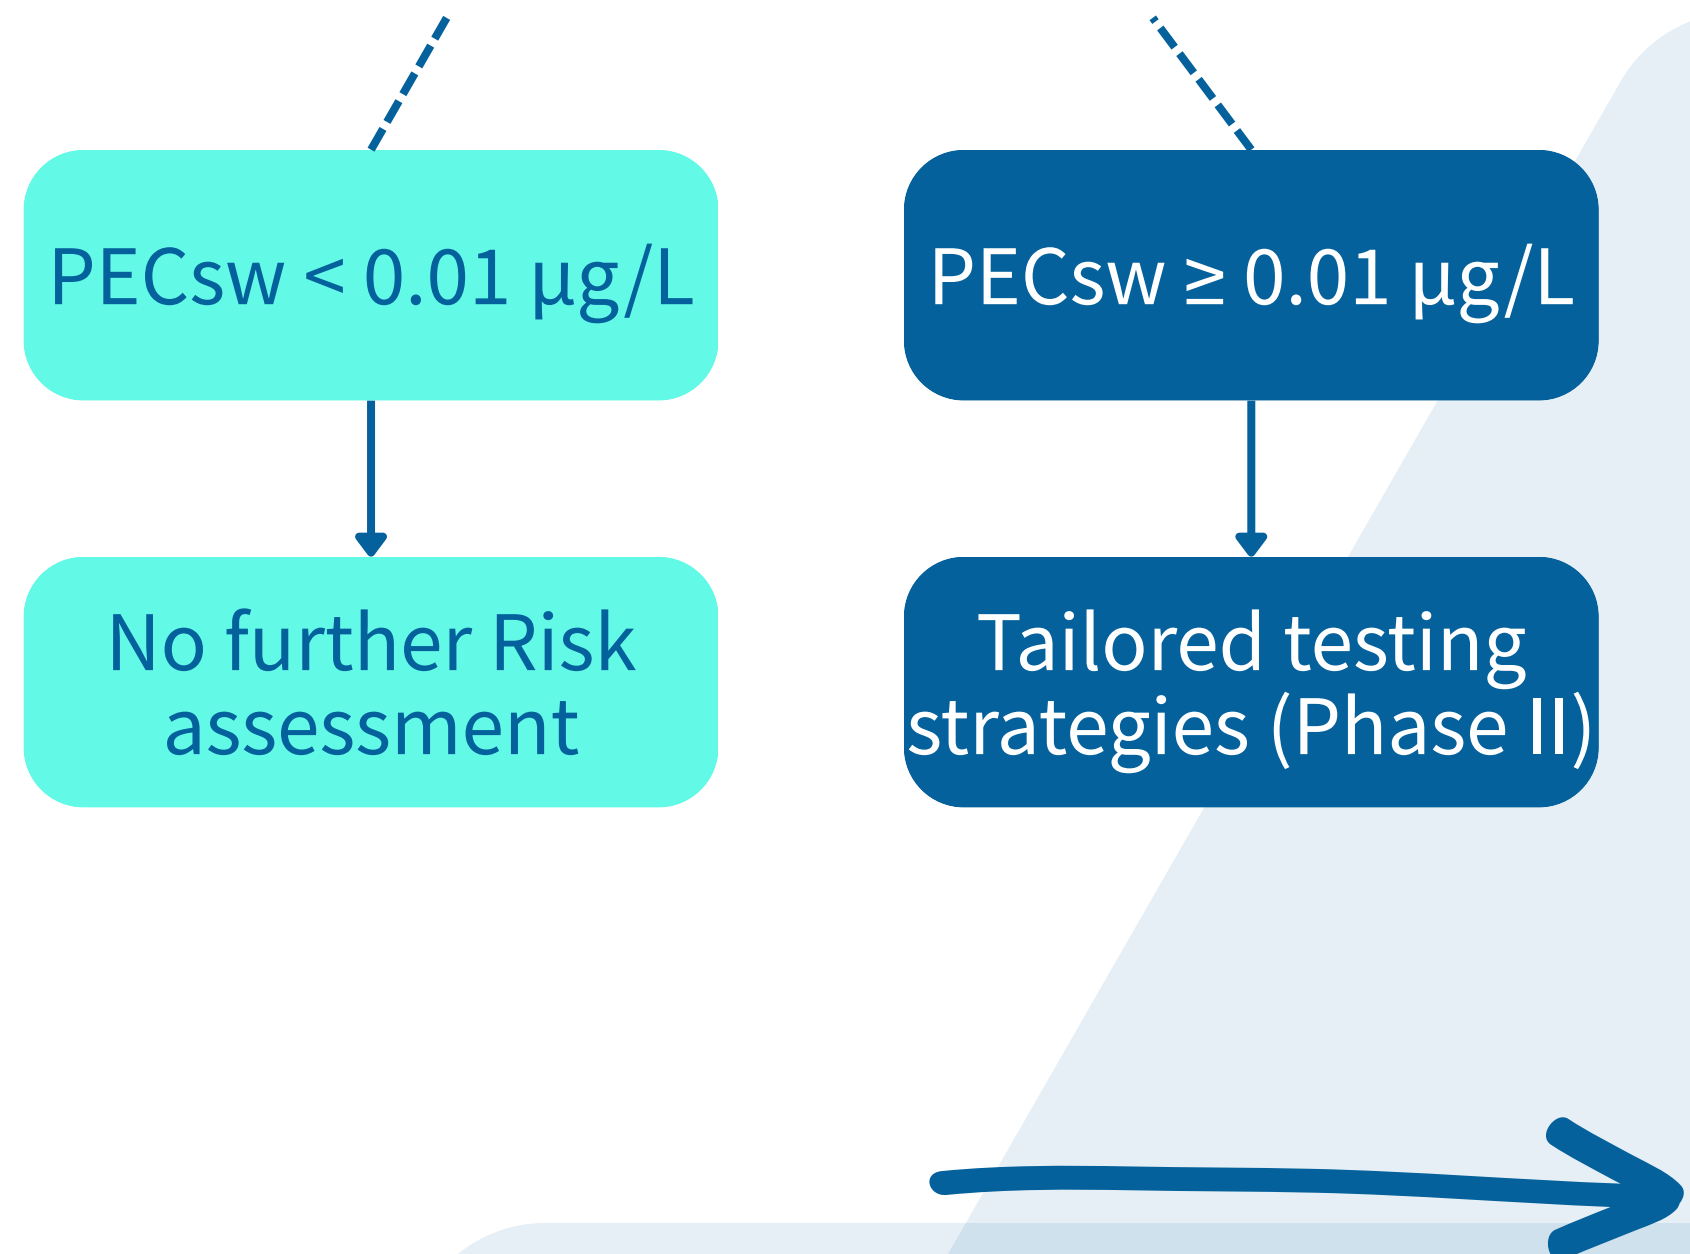 PECsw < 0.01 µg/L
PECsw ≥ 0.01 µg/L
No further Risk
assessment
Tailored testing
strategies (Phase II)